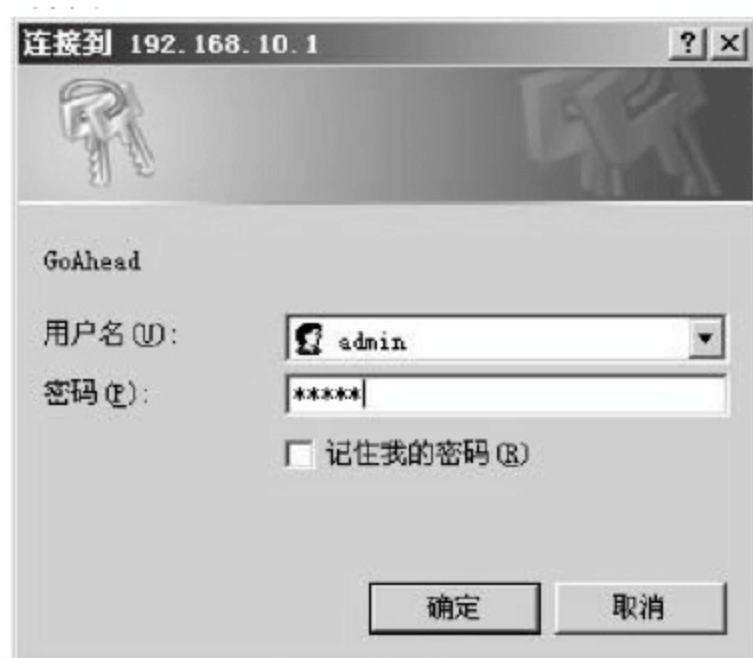 连接到 192.168.10.1
GoAhead
用户名(U): admin
密码(P): *****
记住我的密码(R)
确定 取消